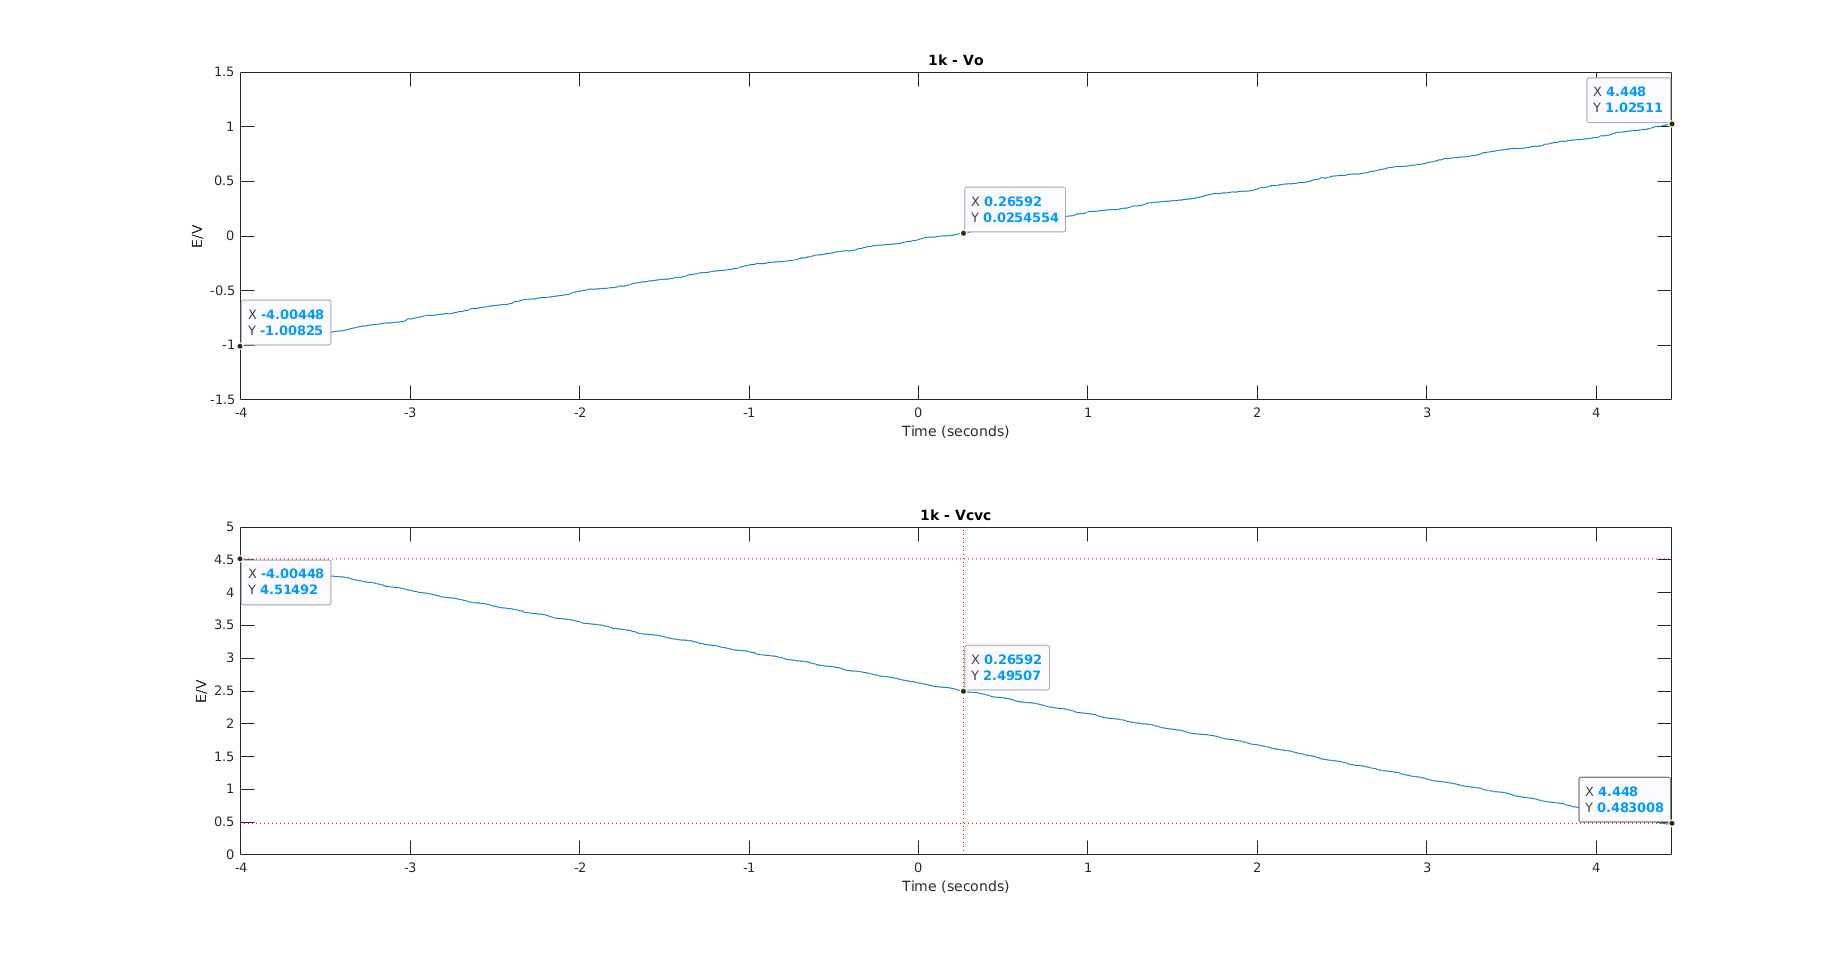 1k - Vo
1.5
1
0.5
0
-0.5
-1
-1.5
E/V
X 4.448
Y 1.02511
X 0.26592
Y 0.0254554
X -4.00448
Y -1.00825
-4 -3 -2 -1 0 1 2 3 4
Time (seconds)
1k - Vcvc
5
4.5
4
3.5
3
2.5
2
1.5
1
0.5
0
E/V
X -4.00448
Y 4.51492
X 0.26592
Y 2.49507
X 4.448
Y 0.483008
-4 -3 -2 -1 0 1 2 3 4
Time (seconds)